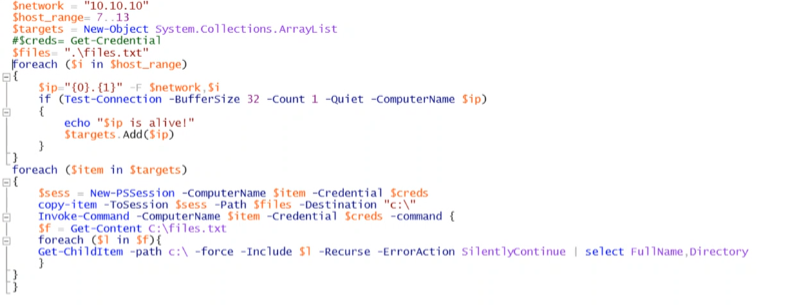 $network = "10.10.10"
$host_range= 7..13
$targets = New-Object System.Collections.ArrayList
#$creds= Get-Credential
$files= ".\files.txt"
foreach ($i in $host_range)
{
$ip="{0}.{1}" -F $network,$i
if (Test-Connection -BufferSize 32 -Count 1 -Quiet -ComputerName $ip)
{
echo "$ip is alive!"
$targets.Add($ip)
}
}
foreach ($item in $targets)
{
$sess = New-PSSession -ComputerName $item -Credential $creds
copy-item -ToSession $sess -Path $files -Destination "c:\"
Invoke-Command -ComputerName $item -Credential $creds -command {
$f = Get-Content C:\files.txt
foreach ($l in $f){
Get-ChildItem -path c:\ -force -Include $l -Recurse -ErrorAction SilentlyContinue | select FullName,Directory
}
}
}